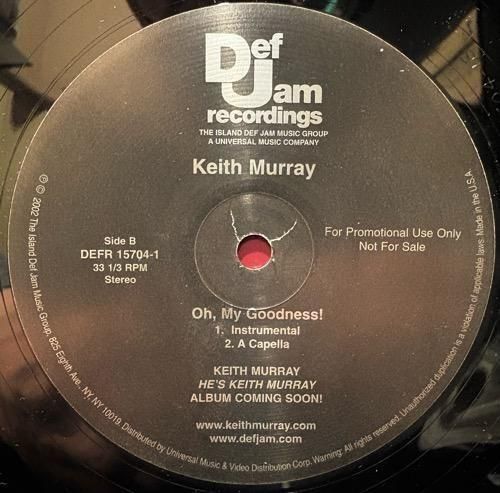 Def
Jam
recordings
THE ISLAND DEF JAM MUSIC GROUP
A UNIVERSAL MUSIC COMPANY
Keith Murray
Side B
DEFR 15704-1
33 1/3 RPM
Stereo
For Promotional Use Only
Not For Sale
Oh, My Goodness!
1. Instrumental
2. A Capella
KEITH MURRAY
HE'S KEITH MURRAY
ALBUM COMING SOON!
www.keithmurray.com
www.defjam.com
℗ © 2002 The Island Def Jam Music Group, 825 Eighth Ave., NY, NY 10019. Distributed by Universal Music & Video Distribution Corp. Warning: All rights reserved. Unauthorized duplication is a violation of applicable laws. Made in the U.S.A.